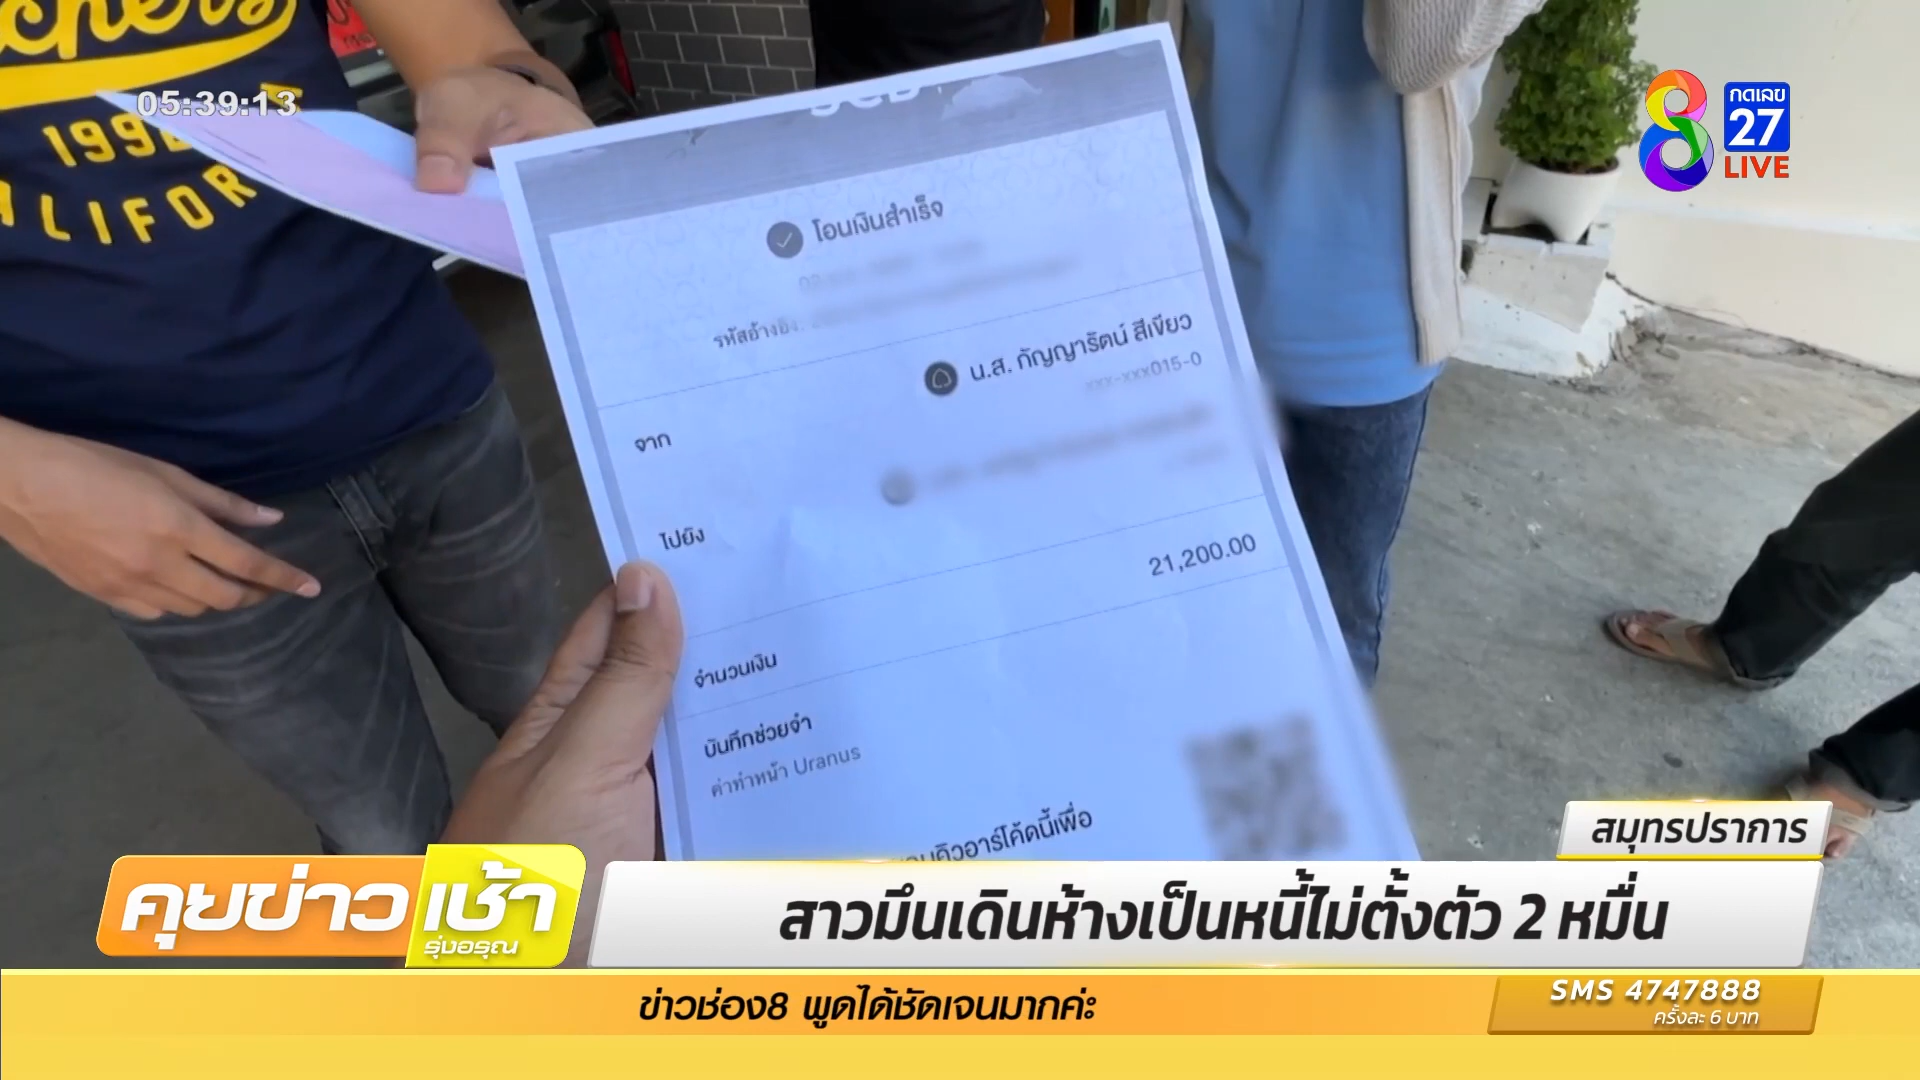 1992
CALIFOR
05:39:13
8
กดเลข
27
LIVE
โอนเงินสำเร็จ
รหัสอ้างอิง
จาก
น.ส. กัญญารัตน์ สีเขียว
xxx-xxx015-0
ไปยัง
จำนวนเงิน
21,200.00
บันทึกช่วยจำ
ค่าทำหน้า Uranus
คิวอาร์โค้ดนี้เพื่อ
สมุทรปราการ
คุยข่าวเช้า
รุ่งอรุณ
สาวมึนเดินห้างเป็นหนี้ไม่ตั้งตัว 2 หมื่น
ข่าวช่อง8 พูดได้ชัดเจนมากค่ะ
SMS 4747888
ครั้งละ 6 บาท